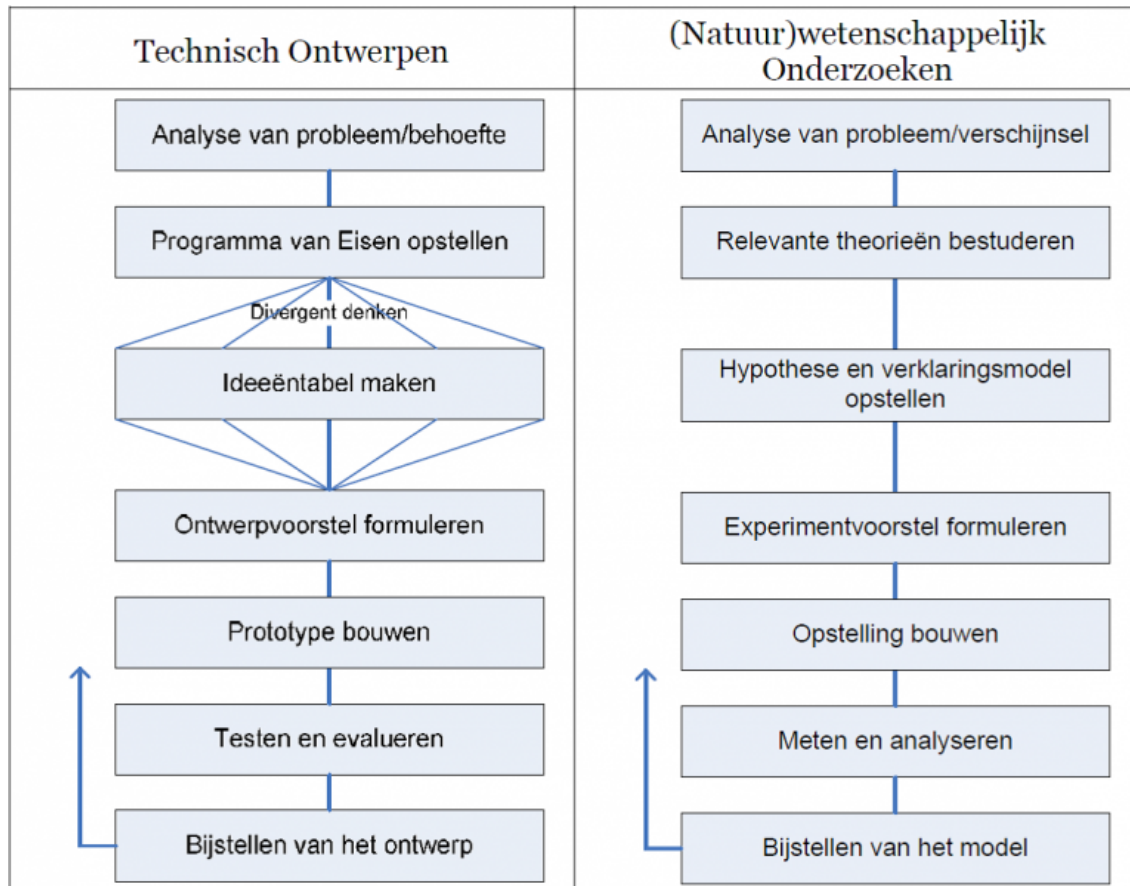 Technisch Ontwerpen
Analyse van probleem/behoefte
Programma van Eisen opstellen
Divergent denken
Ideeëntabel maken
Ontwerpvoorstel formuleren
Prototype bouwen
Testen en evalueren
Bijstellen van het ontwerp
(Natuur)wetenschappelijk
Onderzoeken
Analyse van probleem/verschijnsel
Relevante theorieën bestuderen
Hypothese en verklaringsmodel
opstellen
Experimentvoorstel formuleren
Opstelling bouwen
Meten en analyseren
Bijstellen van het model